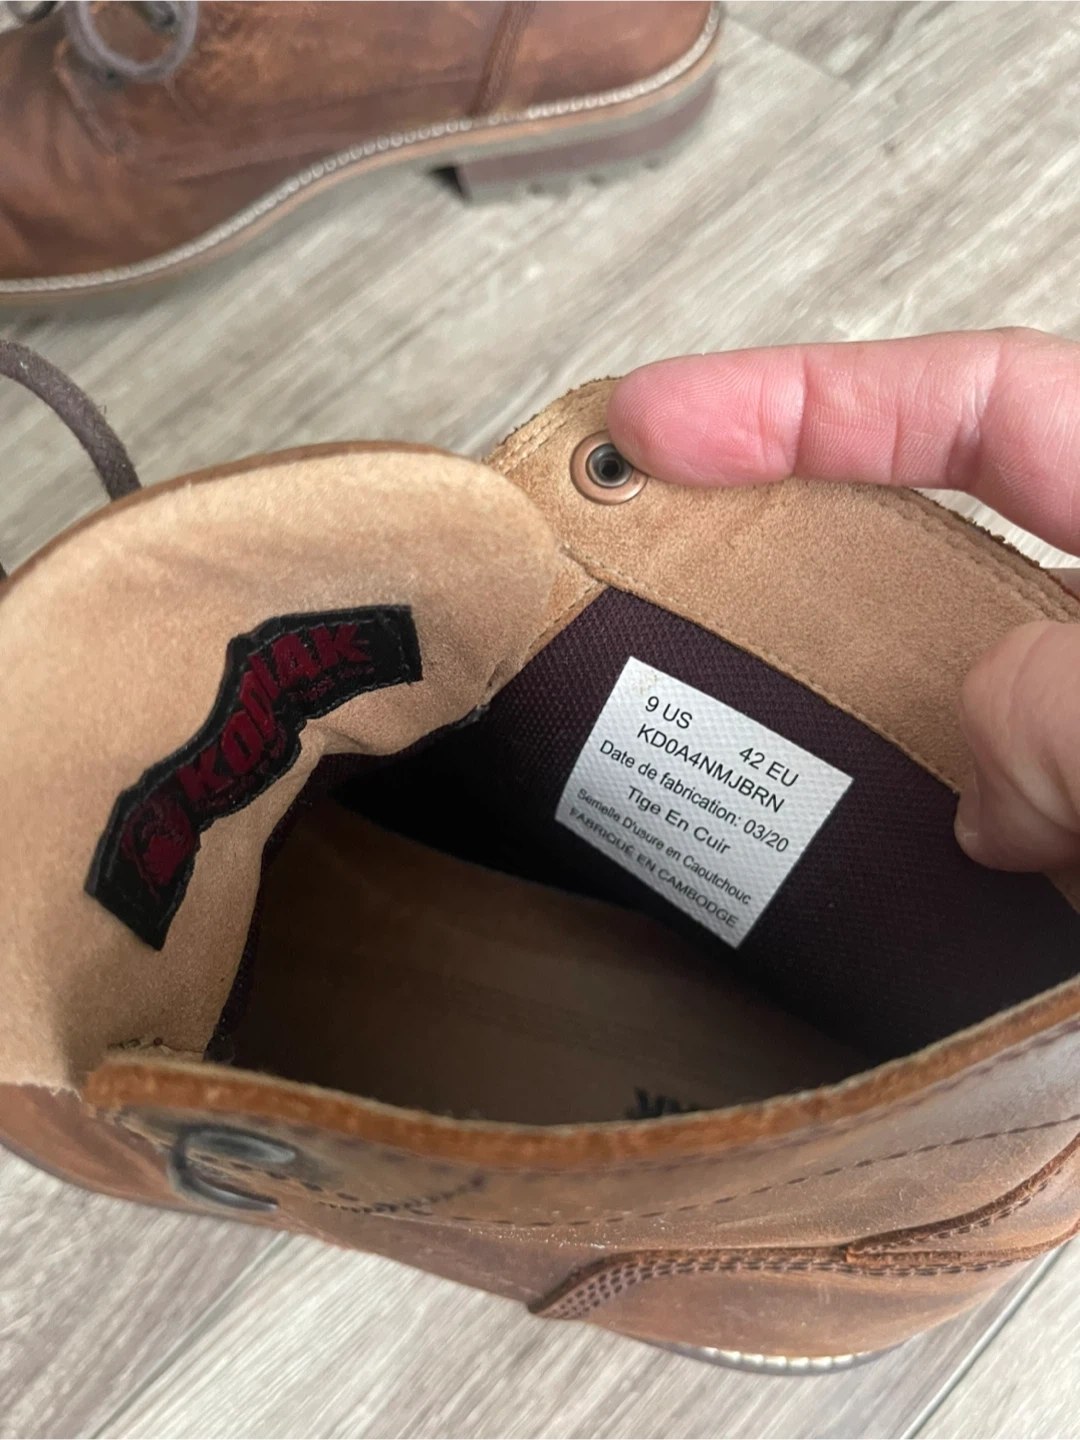 KODIAK
9 US 42 EU
KD0A4NMJBRN
Date de fabrication: 03/20
Tige En Cuir
Semelle D'usure en Caoutchouc
FABRIQUÉ EN CAMBODGE